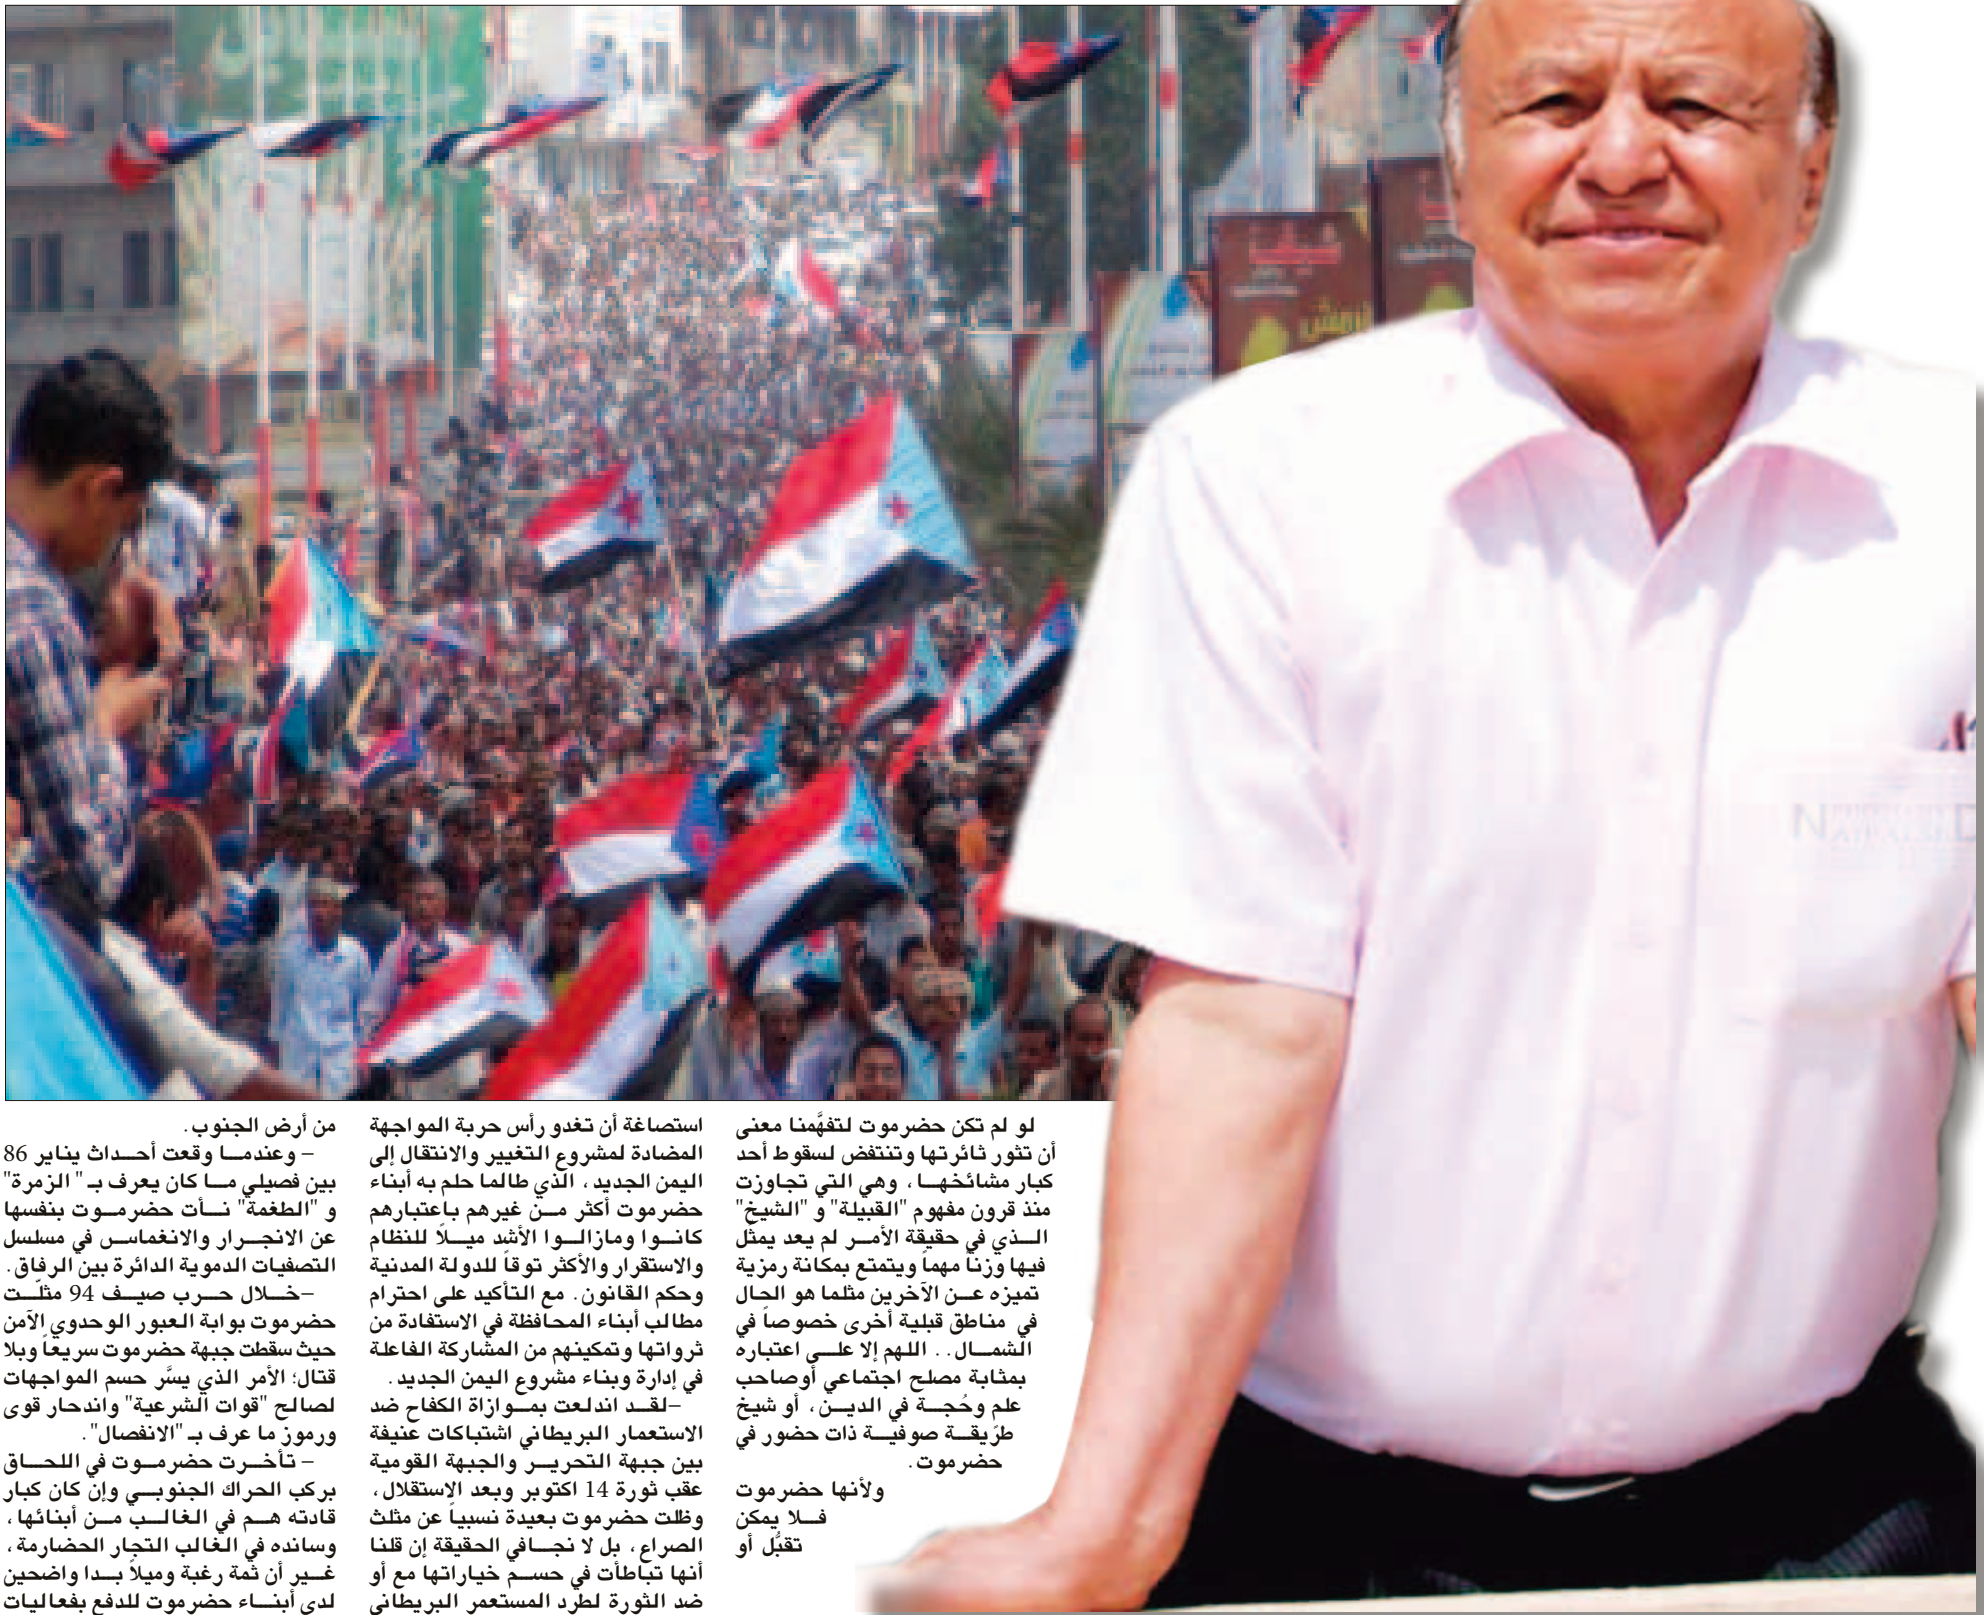 لو لم تكن حضرموت لتفهَّمنا معنى
أن تثور ثائرتها وتنتفض لسقوط أحد
كبار مشائخها، وهي التي تجاوزت
منذ قرون مفهوم "القبيلة" و "الشيخ"
الذي في حقيقة الأمر لم يعد يمثل
فيها وزناً مهماً ويتمتع بمكانة رمزية
تميزه عن الآخرين مثلما هو الحال
في مناطق قبلية أخرى خصوصاً في
الشمال.. اللهم إلا على اعتباره
بمثابة مصلح اجتماعي أوصاحب
علم وحُجة في الدين، أو شيخ
طريقة صوفية ذات حضور في
حضرموت.
ولأنها حضرموت
فلا يمكن
تقبُّل أو
استصاغة أن تغدو رأس حربة المواجهة
المضادة لمشروع التغيير والانتقال إلى
اليمن الجديد، الذي طالما حلم به أبناء
حضرموت أكثر من غيرهم باعتبارهم
كانوا ومازالوا الأشد ميلاً للنظام
والاستقرار والأكثر توقاً للدولة المدنية
وحكم القانون. مع التأكيد على احترام
مطالب أبناء المحافظة في الاستفادة من
ثرواتها وتمكينهم من المشاركة الفاعلة
في إدارة وبناء مشروع اليمن الجديد.
–لقد اندلعت بموازاة الكفاح ضد
الاستعمار البريطاني اشتباكات عنيفة
بين جبهة التحرير والجبهة القومية
عقب ثورة 14 اكتوبر وبعد الاستقلال،
وظلت حضرموت بعيدة نسبياً عن مثلث
الصراع، بل لا نجافي الحقيقة إن قلنا
أنها تباطأت في حسم خياراتها مع أو
ضد الثورة لطرد المستعمر البريطاني
من أرض الجنوب.
– وعندما وقعت أحداث يناير 86
بين فصيلي ما كان يعرف بـ" الزمرة"
و "الطغمة" نأت حضرموت بنفسها
عن الانجرار والانغماس في مسلسل
التصفيات الدموية الدائرة بين الرفاق.
–خلال حرب صيف 94 مثلّت
حضرموت بوابة العبور الوحدوي الآمن
حيث سقطت جبهة حضرموت سريعاً وبلا
قتال؛ الأمر الذي يسَّر حسم المواجهات
لصالح "قوات الشرعية" واندحار قوى
ورموز ما عرف بـ "الانفصال".
– تأخرت حضرموت في اللحاق
بركب الحراك الجنوبي وإن كان كبار
قادته هم في الغالب من أبنائها،
وسانده في الغالب التجار الحضارمة،
غير أن ثمة رغبة وميلاً بدا واضحين
لدى أبناء حضرموت للدفع بفعاليات